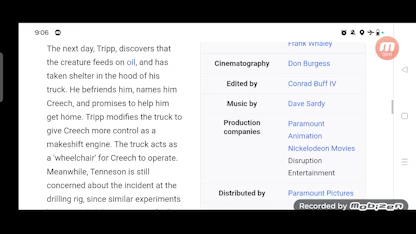 9:06
The next day, Tripp, discovers that
the creature feeds on oil, and has
taken shelter in the hood of his
truck. He befriends him, names him
Creech, and promises to help him
get home. Tripp modifies the truck to
give Creech more control as a
makeshift engine. The truck acts as
a 'wheelchair' for Creech to operate.
Meanwhile, Tenneson is still
concerned about the incident at the
drilling rig, since similar experiments
Frank Whaley
Cinematography Don Burgess
Edited by Conrad Buff IV
Music by Dave Sardy
Production Paramount
companies Animation
Nickelodeon Movies
Disruption
Entertainment
Distributed by Paramount Pictures
Recorded by Mobizen